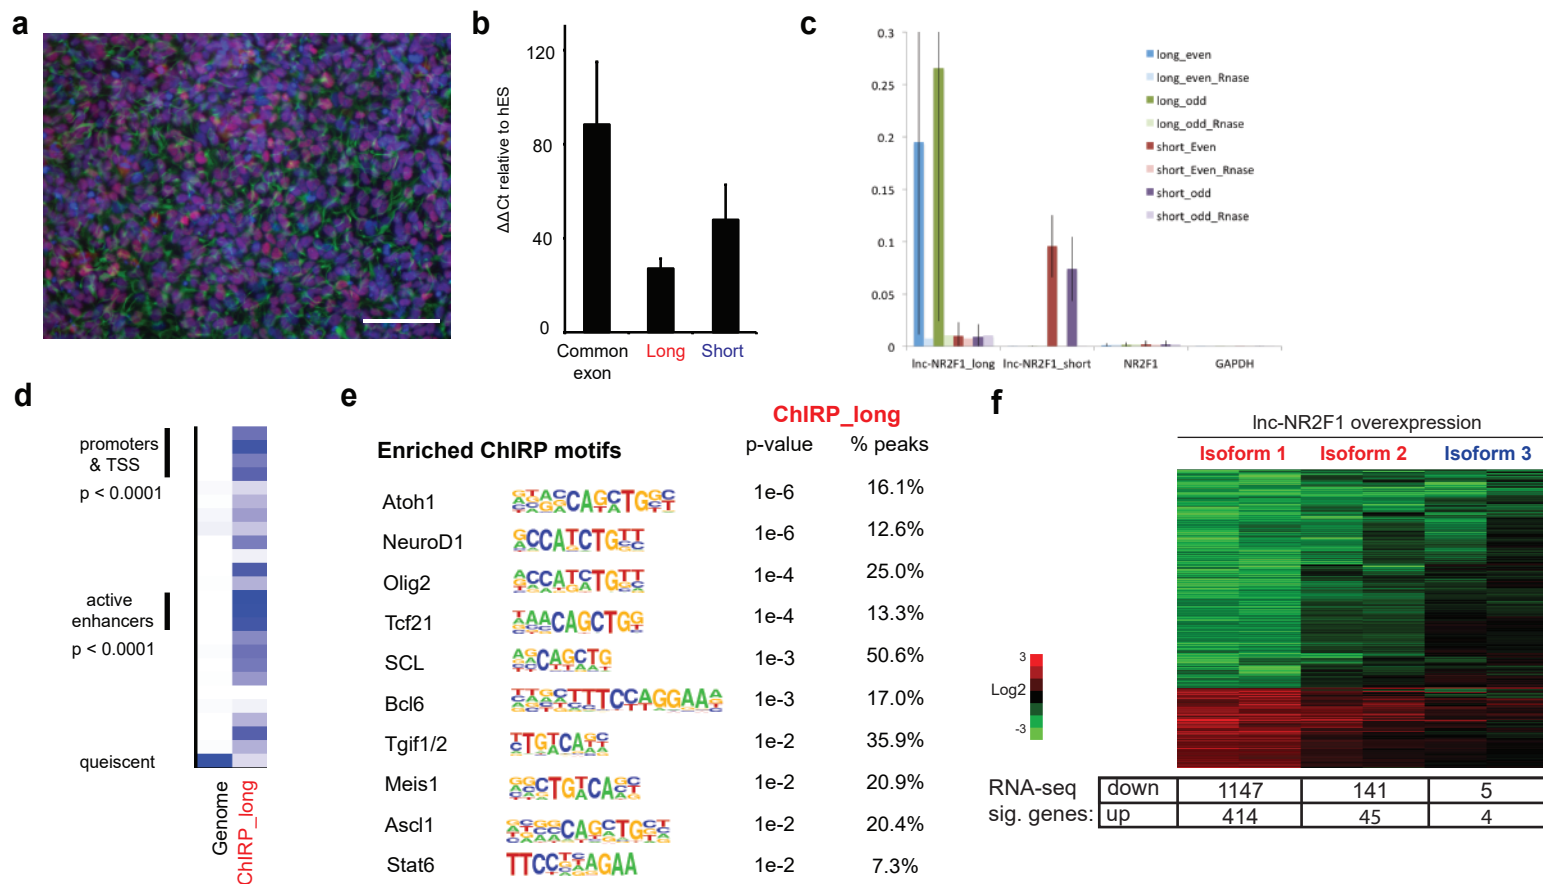 a
b
120
80
40
0
ΔΔCt relative to hES
Common
exon
Long
Short
c
0.3
0.25
0.2
0.15
0.1
0.05
0
lnc-NR2F1_long
lnc-NR2F1_short
NR2F1
GAPDH
long_even
long_even_Rnase
long_odd
long_odd_Rnase
short_Even
short_Even_Rnase
short_odd
short_odd_Rnase
d
promoters
& TSS
p < 0.0001
active
enhancers
p < 0.0001
queiscent
Genome
ChIRP_long
e
ChIRP_long
Enriched ChIRP motifs
p-value
% peaks
Atoh1 1e-6 16.1%
NeuroD1 1e-6 12.6%
Olig2 1e-4 25.0%
Tcf21 1e-4 13.3%
SCL 1e-3 50.6%
Bcl6 1e-3 17.0%
Tgif1/2 1e-2 35.9%
Meis1 1e-2 20.9%
Ascl1 1e-2 20.4%
Stat6 1e-2 7.3%
f
lnc-NR2F1 overexpression
Isoform 1 Isoform 2 Isoform 3
3
Log2
-3
RNA-seq
sig. genes:
down 1147 141 5
up 414 45 4